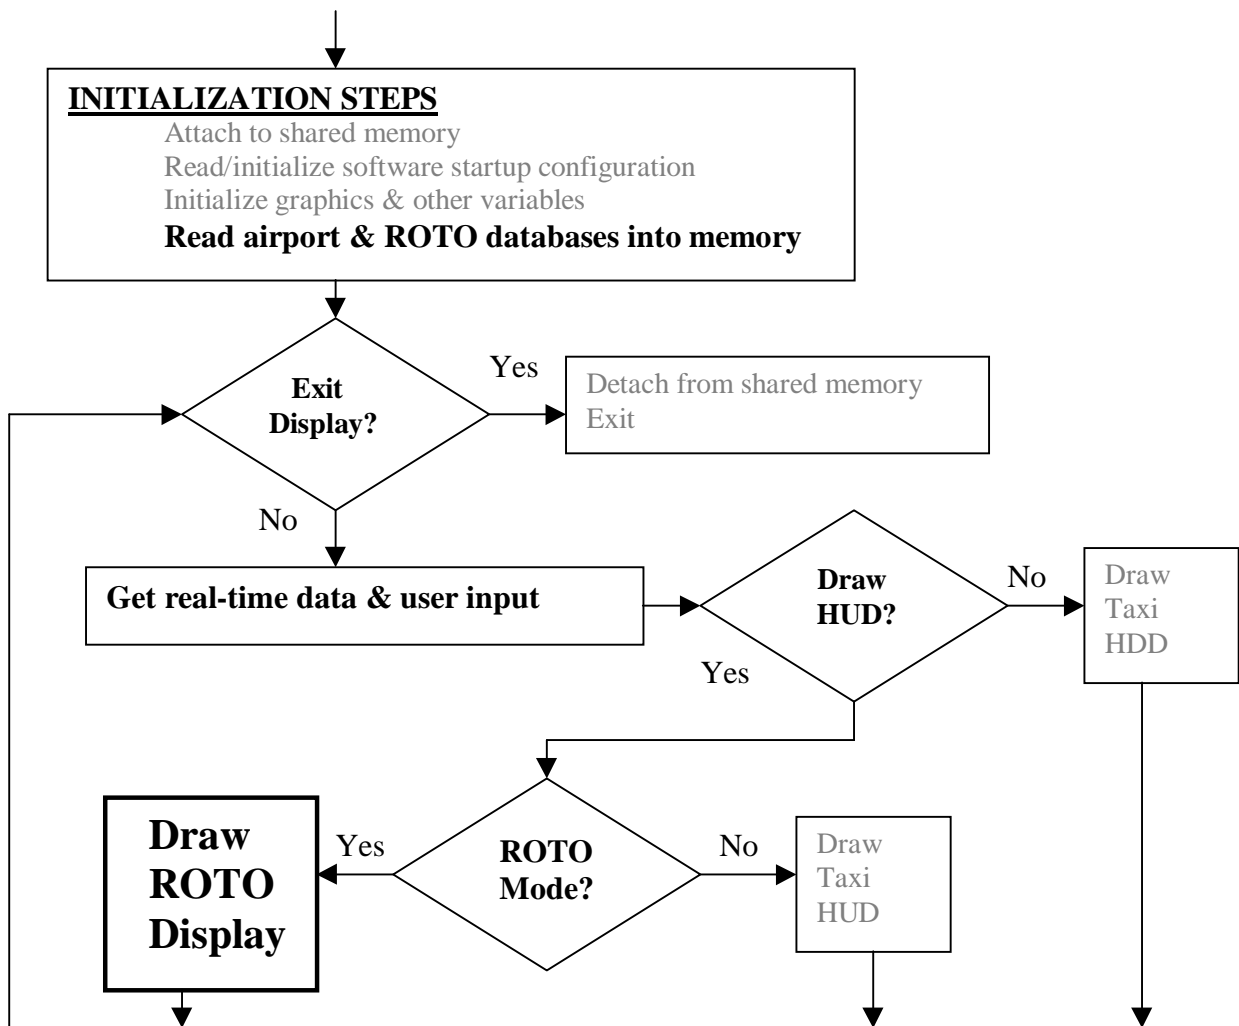 INITIALIZATION STEPS
Attach to shared memory
Read/initialize software startup configuration
Initialize graphics & other variables
Read airport & ROTO databases into memory
Exit
Display?
Yes
Detach from shared memory
Exit
No
Get real-time data & user input
Draw
HUD?
No
Draw
Taxi
HDD
Yes
ROTO
Mode?
Yes
Draw
ROTO
Display
No
Draw
Taxi
HUD